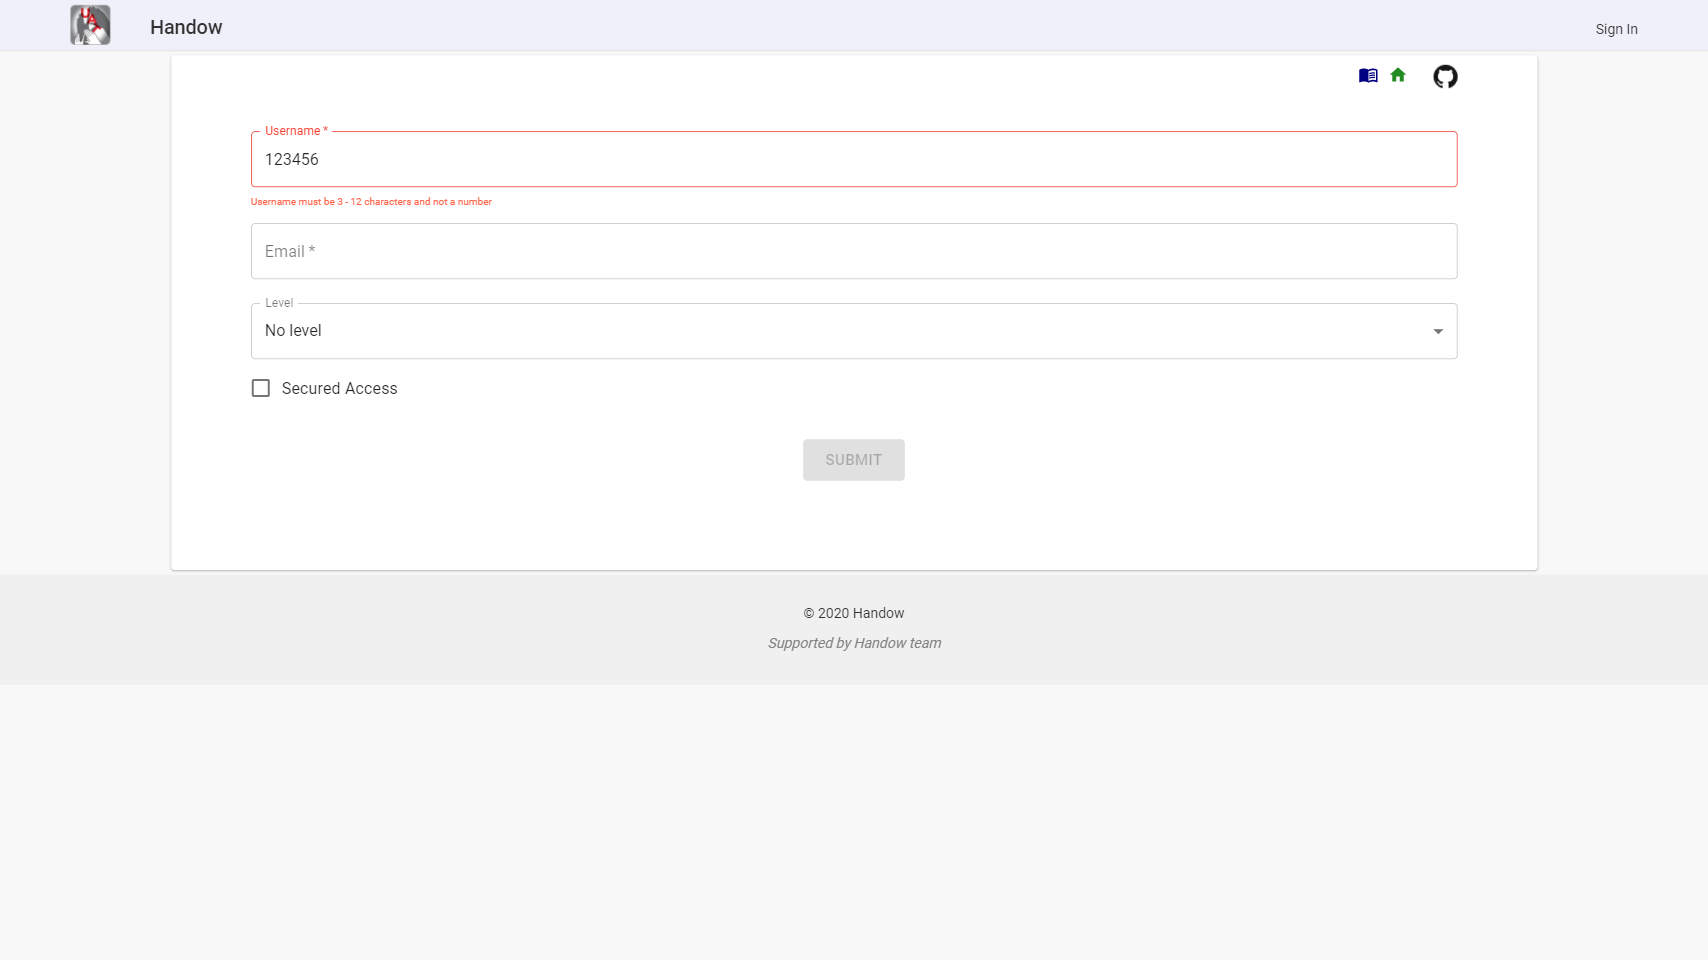 Handow
Sign In
Username *
123456
Username must be 3 - 12 characters and not a number
Email *
Level
No level
Secured Access
SUBMIT
© 2020 Handow
Supported by Handow team